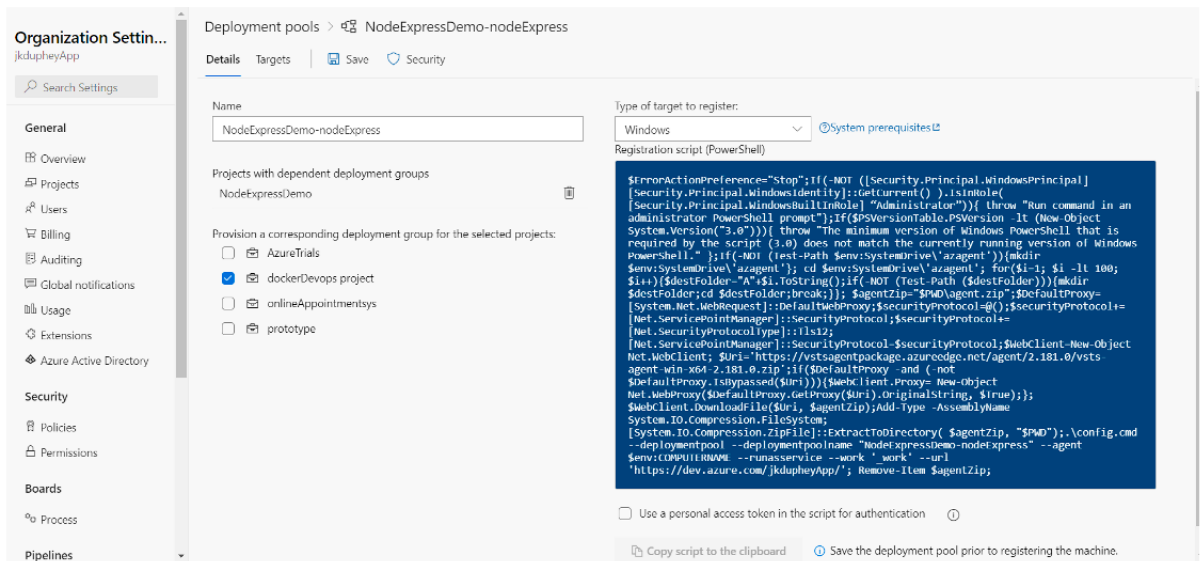 Organization Settin...
jkdupheyApp
Search Settings
General
Overview
Projects
Users
Billing
Auditing
Global notifications
Usage
Extensions
Azure Active Directory
Security
Policies
Permissions
Boards
Process
Pipelines
Deployment pools > NodeExpressDemo-nodeExpress
Details Targets Save Security
Name
NodeExpressDemo-nodeExpress
Projects with dependent deployment groups
NodeExpressDemo
Provision a corresponding deployment group for the selected projects:
AzureTrials
dockerDevops project
onlineAppointmentsys
prototype
Type of target to register:
Windows
System prerequisites
Registration script (PowerShell)
$ErrorActionPreference="Stop";If(-NOT ([Security.Principal.WindowsPrincipal]
[Security.Principal.WindowsIdentity]::GetCurrent() ).IsInRole(
[Security.Principal.WindowsBuiltInRole] “Administrator”)){ throw "Run command in an
administrator PowerShell prompt"};If($PSVersionTable.PSVersion -lt (New-Object
System.Version("3.0"))){ throw "The minimum version of Windows PowerShell that is
required by the script (3.0) does not match the currently running version of Windows
PowerShell." };If(-NOT (Test-Path $env:SystemDrive\'azagent')){mkdir
$env:SystemDrive\'azagent'}; cd $env:SystemDrive\'azagent'; for($i=1; $i -lt 100;
$i++){$destFolder="A"+$i.ToString();if(-NOT (Test-Path ($destFolder))){mkdir
$destFolder;cd $destFolder;break;}}; $agentZip="$PWD\agent.zip";$DefaultProxy=
[System.Net.WebRequest]::DefaultWebProxy;$securityProtocol=@();$securityProtocol+=
[Net.ServicePointManager]::SecurityProtocol;$securityProtocol+=
[Net.SecurityProtocolType]::Tls12;
[Net.ServicePointManager]::SecurityProtocol=$securityProtocol;$WebClient=New-Object
Net.WebClient; $Uri='https://vstsagentpackage.azureedge.net/agent/2.181.0/vsts-
agent-win-x64-2.181.0.zip';if($DefaultProxy -and (-not
$DefaultProxy.IsBypassed($Uri))){$WebClient.Proxy= New-Object
Net.WebProxy($DefaultProxy.GetProxy($Uri).OriginalString, $True);};
$WebClient.DownloadFile($Uri, $agentZip);Add-Type -AssemblyName
System.IO.Compression.FileSystem;
[System.IO.Compression.ZipFile]::ExtractToDirectory( $agentZip, "$PWD");.\config.cmd
--deploymentpool --deploymentpoolname "NodeExpressDemo-nodeExpress" --agent
$env:COMPUTERNAME --runasservice --work '_work' --url
'https://dev.azure.com/jkdupheyApp/'; Remove-Item $agentZip;
Use a personal access token in the script for authentication
Copy script to the clipboard
Save the deployment pool prior to registering the machine.